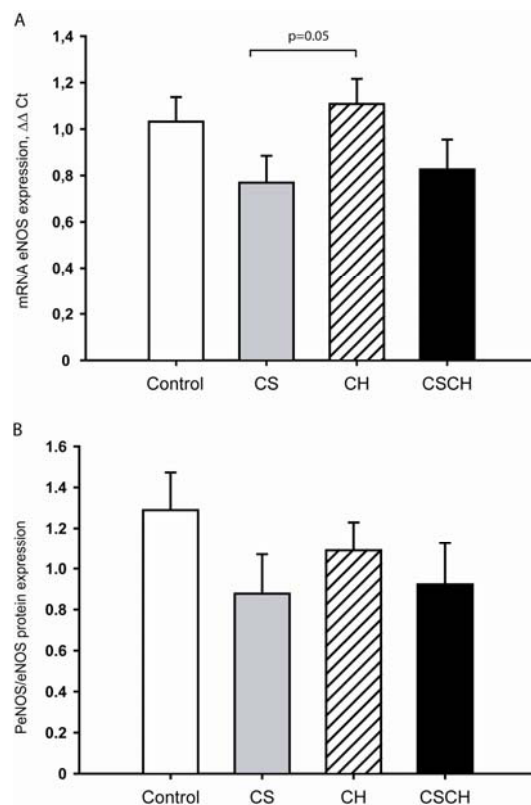 A
p=0.05
mRNA eNOS expression, ΔΔ Ct
1,4
1,2
1,0
0,8
0,6
0,4
0,2
0
Control CS CH CSCH
B
PeNOS/eNOS protein expression
1.6
1.4
1.2
1.0
0.8
0.6
0.4
0.2
0
Control CS CH CSCH